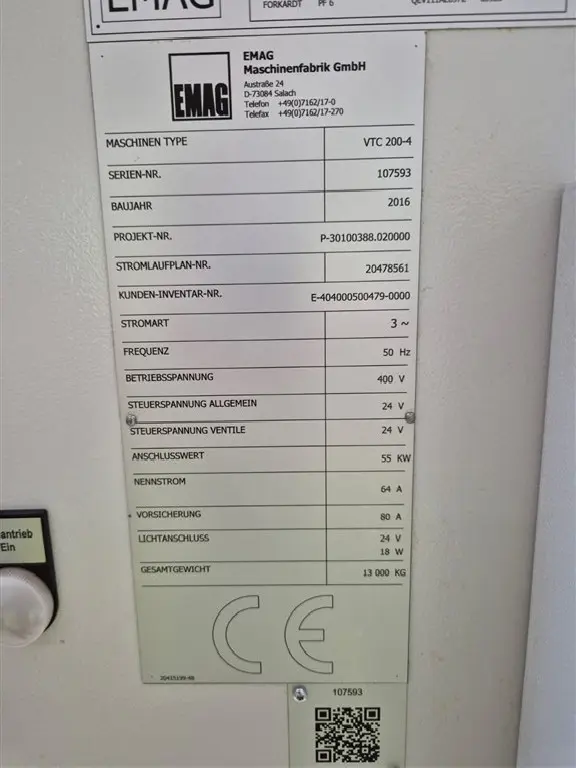 EMAG
FORKARDT PF 6
EMAG
EMAG
Maschinenfabrik GmbH
Austraße 24
D-73084 Salach
Telefon +49(0)7162/17-0
Telefax +49(0)7162/17-270
MASCHINEN TYPE VTC 200-4
SERIEN-NR. 107593
BAUJAHR 2016
PROJEKT-NR. P-30100388.020000
STROMLAUFPLAN-NR. 20478561
KUNDEN-INVENTAR-NR. E-404000500479-0000
STROMART 3 ~
FREQUENZ 50 Hz
BETRIEBSSPANNUNG 400 V
STEUERSPANNUNG ALLGEMEIN 24 V
STEUERSPANNUNG VENTILE 24 V
ANSCHLUSSWERT 55 KW
NENNSTROM 64 A
VORSICHERUNG 80 A
LICHTANSCHLUSS 24 V
18 W
GESAMTGEWICHT 13 000 KG
CE
107593
antrieb
Ein